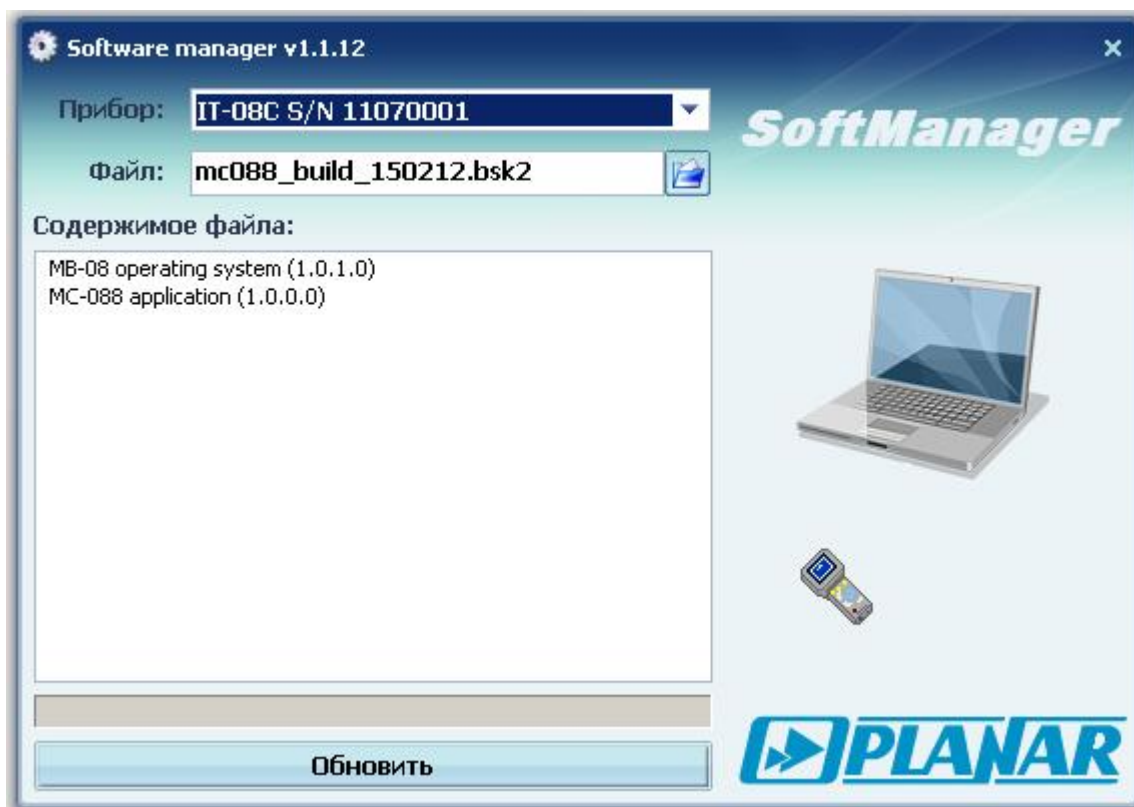 Software manager v1.1.12
Прибор: IT-08C S/N 11070001
SoftManager
Файл: mc088_build_150212.bsk2
Содержимое файла:
MB-08 operating system (1.0.1.0)
MC-088 application (1.0.0.0)
Обновить
PLANAR